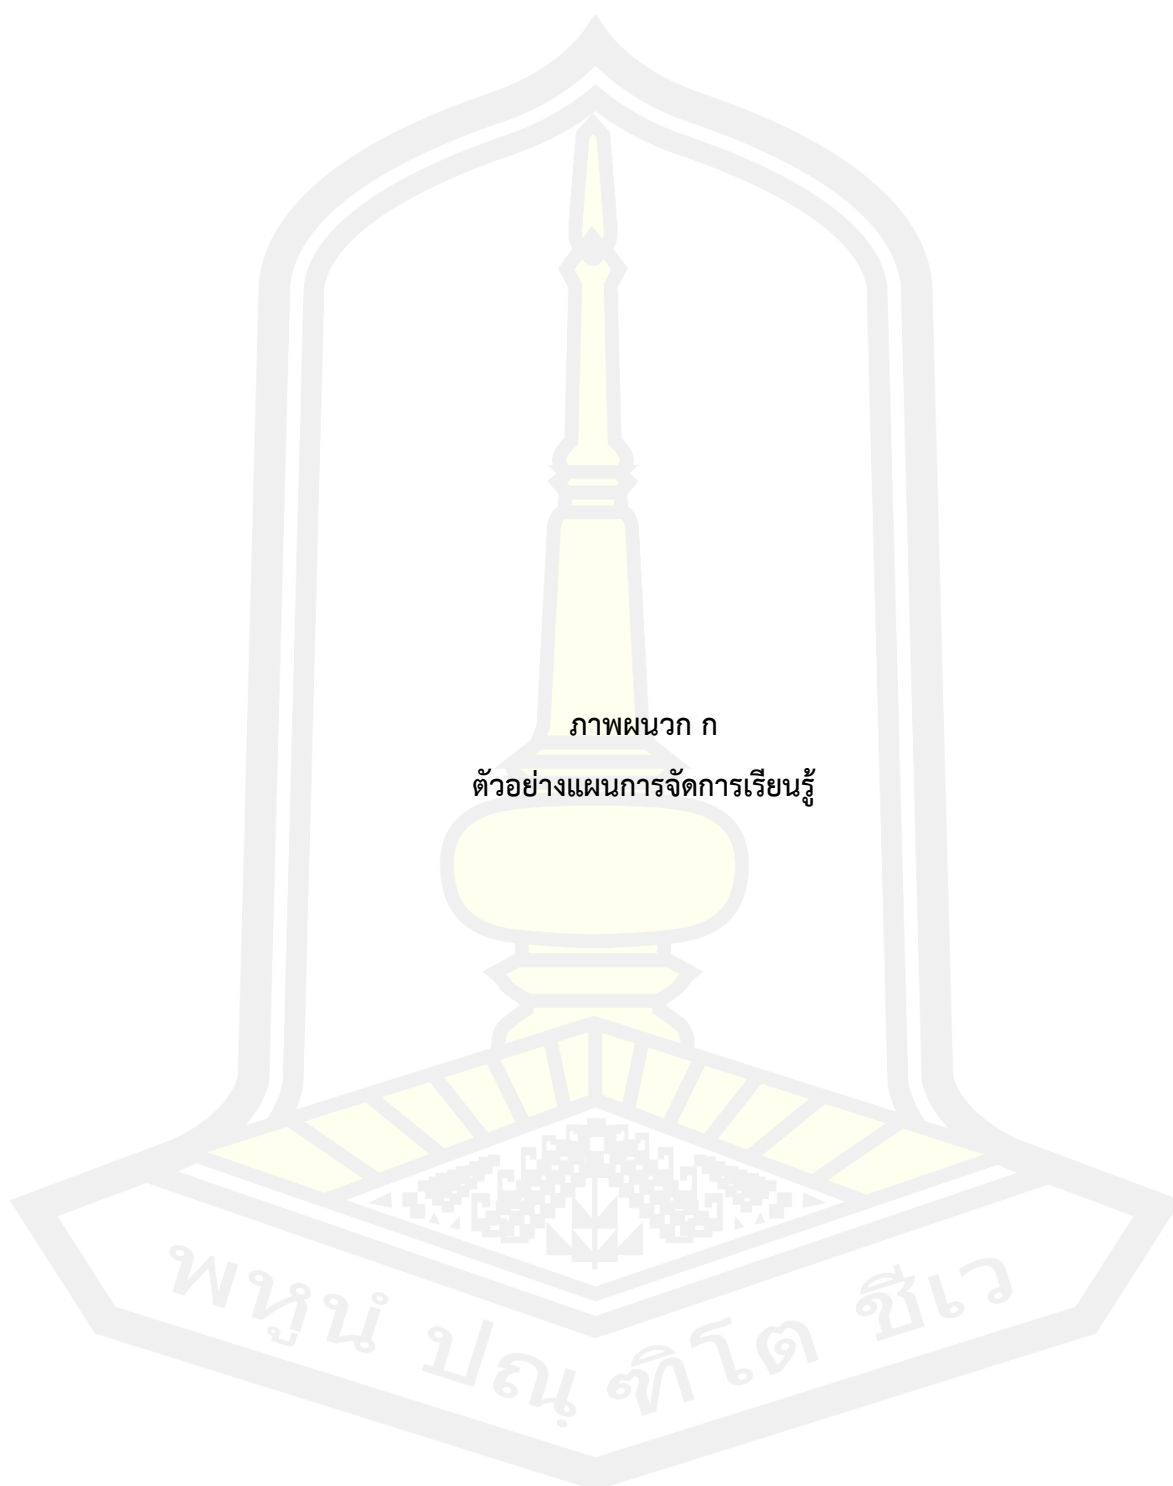 ภาพผนวก ก
ตัวอย่างแผนการจัดการเรียนรู้
พหูนํ ปณฺฑิโต ชีเว